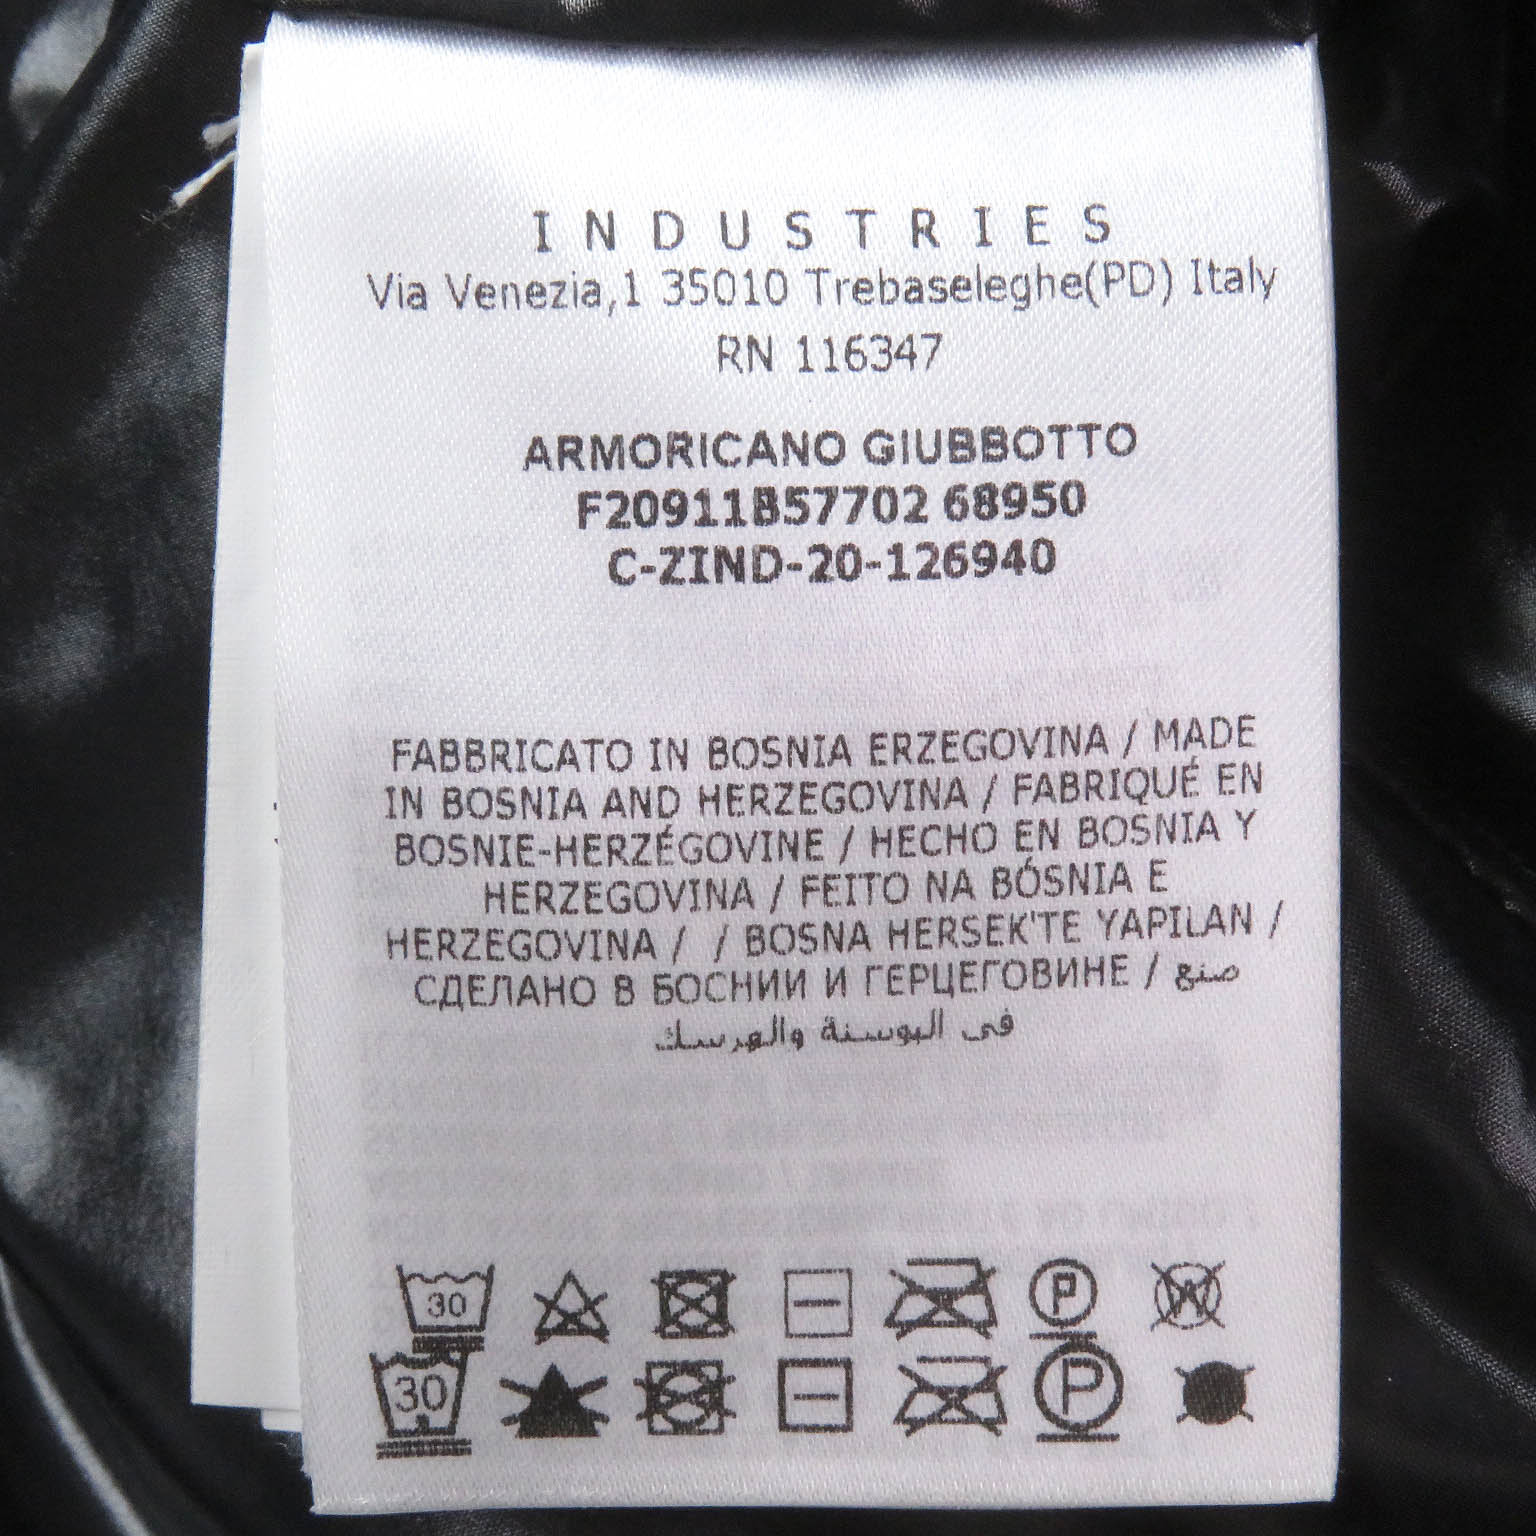 INDUSTRIES
Via Venezia,1 35010 Trebaseleghe(PD) Italy
RN 116347
ARMORICANO GIUBBOTTO
F20911B57702 68950
C-ZIND-20-126940
FABBRICATO IN BOSNIA ERZEGOVINA / MADE
IN BOSNIA AND HERZEGOVINA / FABRIQUÉ EN
BOSNIE-HERZÉGOVINE / HECHO EN BOSNIA Y
HERZEGOVINA / FEITO NA BÓSNIA E
HERZEGOVINA / / BOSNA HERSEK'TE YAPILAN /
СДЕЛАНО В БОСНИИ И ГЕРЦЕГОВИНЕ / صنع
في البوسنة والهرسك
30 P W
30 P